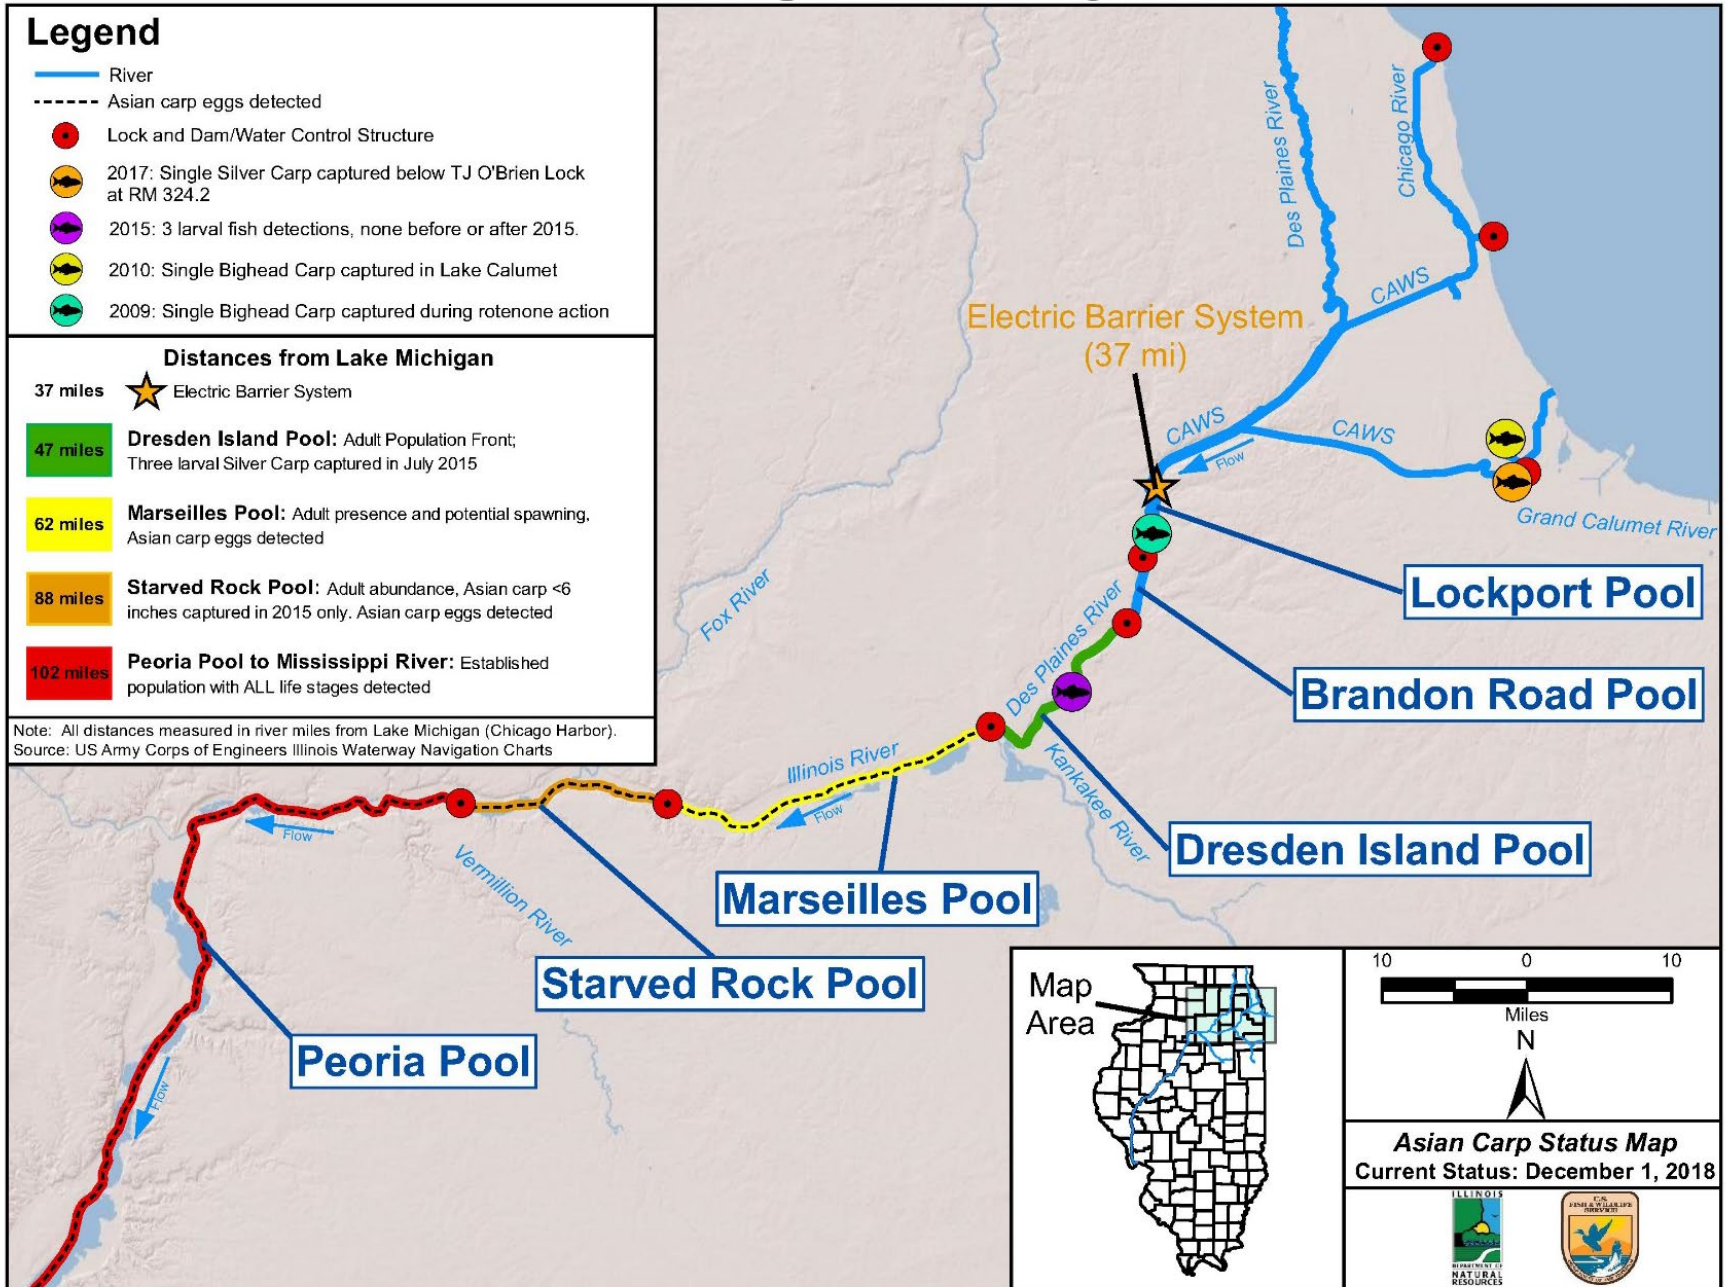 Legend
River
Asian carp eggs detected
Lock and Dam/Water Control Structure
2017: Single Silver Carp captured below TJ O'Brien Lock
at RM 324.2
2015: 3 larval fish detections, none before or after 2015.
2010: Single Bighead Carp captured in Lake Calumet
2009: Single Bighead Carp captured during rotenone action
Distances from Lake Michigan
37 miles Electric Barrier System
47 miles Dresden Island Pool: Adult Population Front;
Three larval Silver Carp captured in July 2015
62 miles Marseilles Pool: Adult presence and potential spawning,
Asian carp eggs detected
88 miles Starved Rock Pool: Adult abundance, Asian carp <6
inches captured in 2015 only. Asian carp eggs detected
102 miles Peoria Pool to Mississippi River: Established
population with ALL life stages detected
Note: All distances measured in river miles from Lake Michigan (Chicago Harbor).
Source: US Army Corps of Engineers Illinois Waterway Navigation Charts
Des Plaines River
Chicago River
CAWS
Electric Barrier System
(37 mi)
CAWS
Flow
CAWS
Grand Calumet River
Lockport Pool
Fox River
Des Plaines River
Brandon Road Pool
Illinois River
Flow
Kankakee River
Dresden Island Pool
Flow
Vermillion River
Marseilles Pool
Starved Rock Pool
Peoria Pool
Flow
Map
Area
10 0 10
Miles
N
Asian Carp Status Map
Current Status: December 1, 2018
ILLINOIS
DEPARTMENT OF
NATURAL
RESOURCES
U.S.
FISH & WILDLIFE
SERVICE